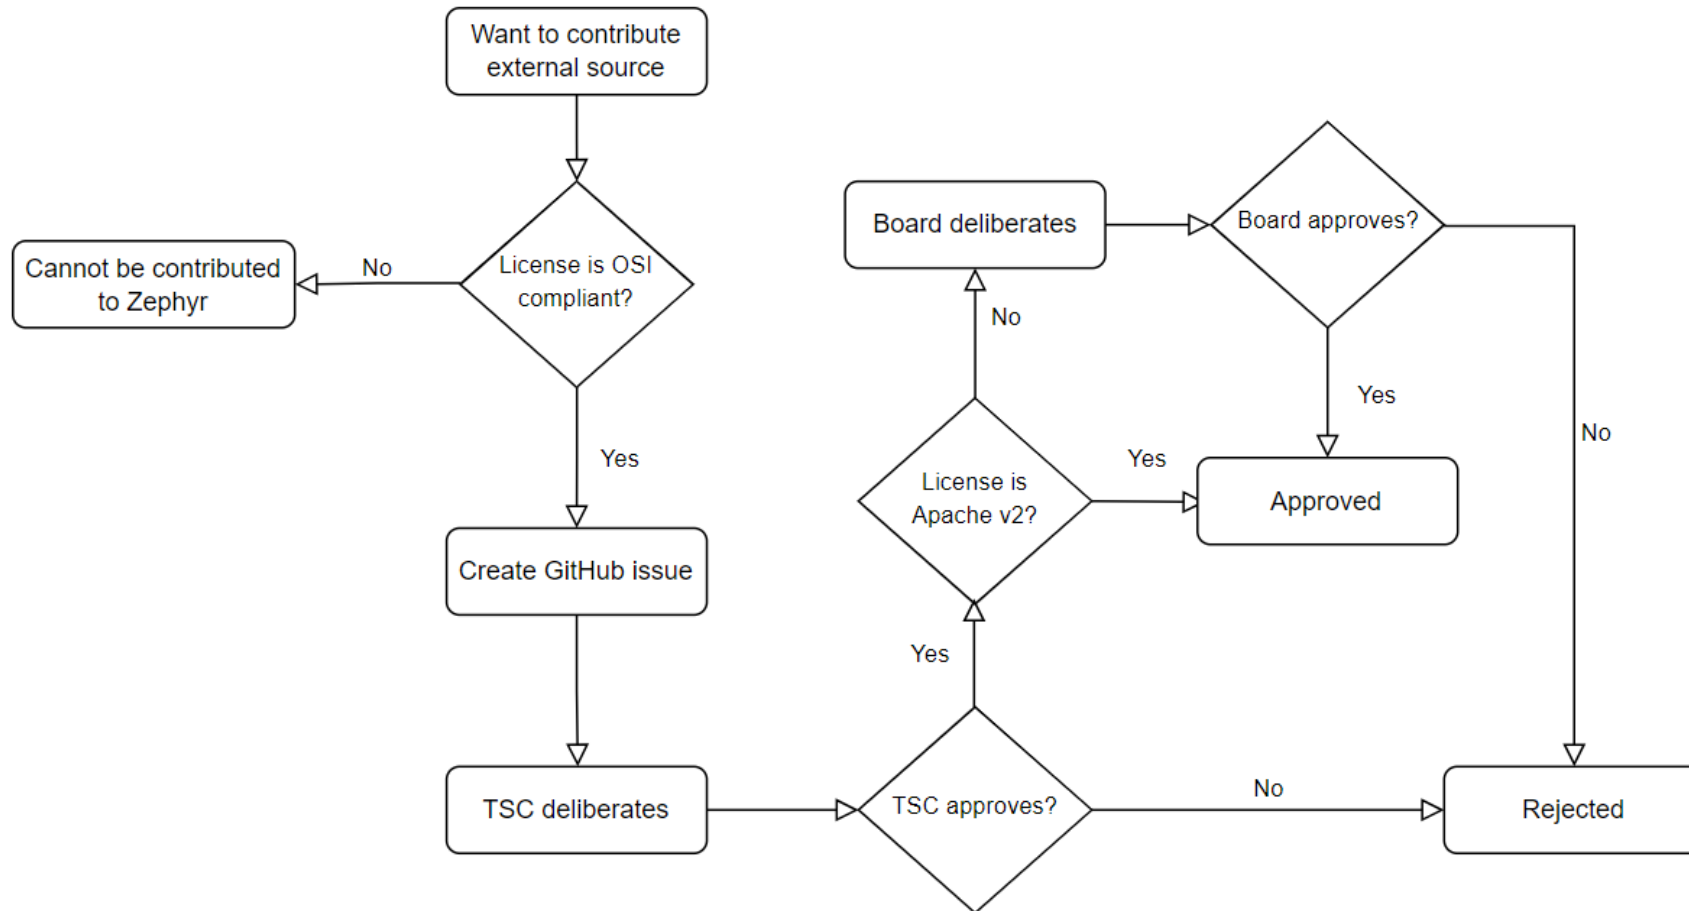 Want to contribute
external source
License is OSI
compliant?
No
Cannot be contributed
to Zephyr
Yes
Create GitHub issue
TSC deliberates
TSC approves?
No
Rejected
Yes
License is
Apache v2?
Yes
Approved
No
Board deliberates
Board approves?
Yes
No